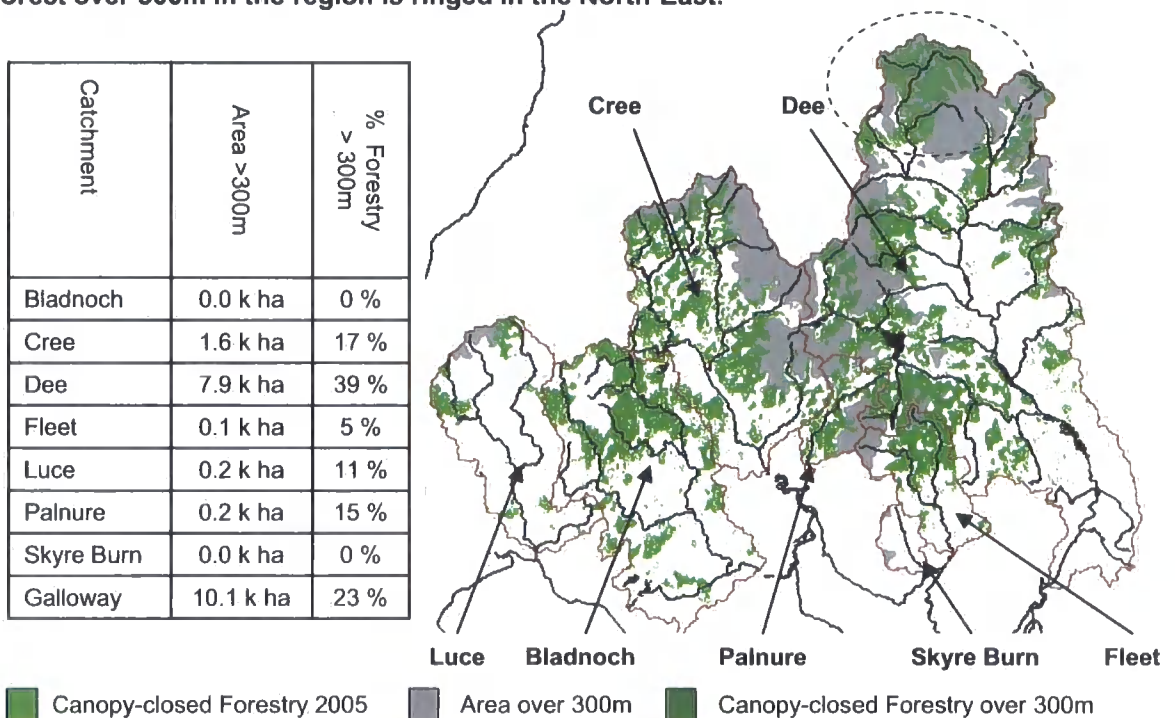 orest over 300m in the region is ringed in the North East.
Catchment
Area >300m
% Forestry > 300m
Bladnoch 0.0 k ha 0 %
Cree 1.6 k ha 17 %
Dee 7.9 k ha 39 %
Fleet 0.1 k ha 5 %
Luce 0.2 k ha 11 %
Palnure 0.2 k ha 15 %
Skyre Burn 0.0 k ha 0 %
Galloway 10.1 k ha 23 %
Cree Dee
Luce Bladnoch Palnure Skyre Burn Fleet
Canopy-closed Forestry 2005 Area over 300m Canopy-closed Forestry over 300m